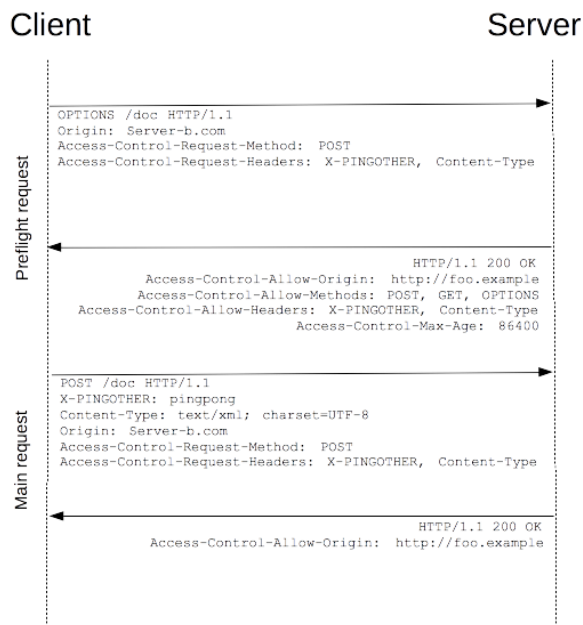 Client
Server
OPTIONS /doc HTTP/1.1
Origin: Server-b.com
Access-Control-Request-Method: POST
Access-Control-Request-Headers: X-PINGOTHER, Content-Type
Preflight request
HTTP/1.1 200 OK
Access-Control-Allow-Origin: http://foo.example
Access-Control-Allow-Methods: POST, GET, OPTIONS
Access-Control-Allow-Headers: X-PINGOTHER, Content-Type
Access-Control-Max-Age: 86400
POST /doc HTTP/1.1
X-PINGOTHER: pingpong
Content-Type: text/xml; charset=UTF-8
Origin: Server-b.com
Access-Control-Request-Method: POST
Access-Control-Request-Headers: X-PINGOTHER, Content-Type
Main request
HTTP/1.1 200 OK
Access-Control-Allow-Origin: http://foo.example